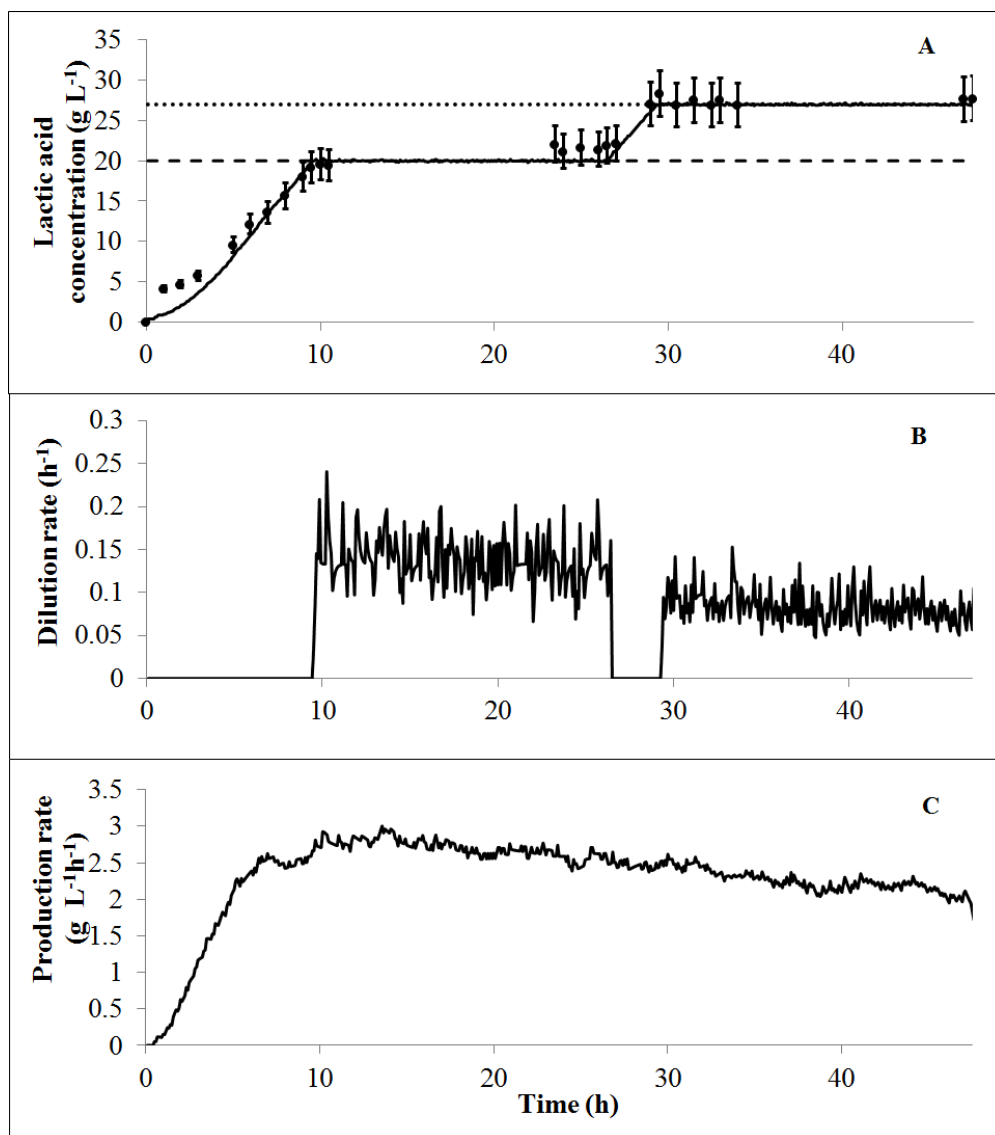 A
Lactic acid
concentration (g L⁻¹)
35
30
25
20
15
10
5
0
0 10 20 30 40
B
Dilution rate (h⁻¹)
0.3
0.25
0.2
0.15
0.1
0.05
0
0 10 20 30 40
C
Production rate
(g L⁻¹h⁻¹)
3.5
3
2.5
2
1.5
1
0.5
0
0 10 20 30 40
Time (h)